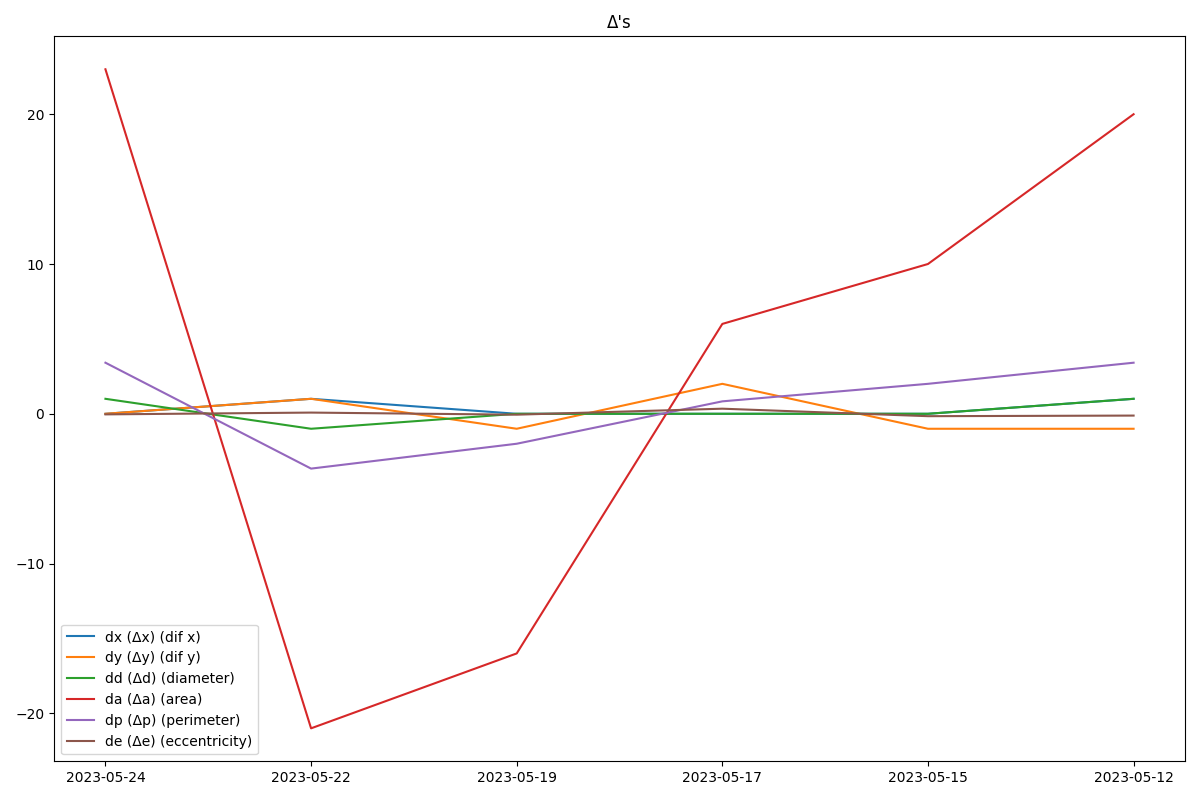 Δ's
20
10
0
−10
−20
dx (Δx) (dif x)
dy (Δy) (dif y)
dd (Δd) (diameter)
da (Δa) (area)
dp (Δp) (perimeter)
de (Δe) (eccentricity)
2023-05-24 2023-05-22 2023-05-19 2023-05-17 2023-05-15 2023-05-12